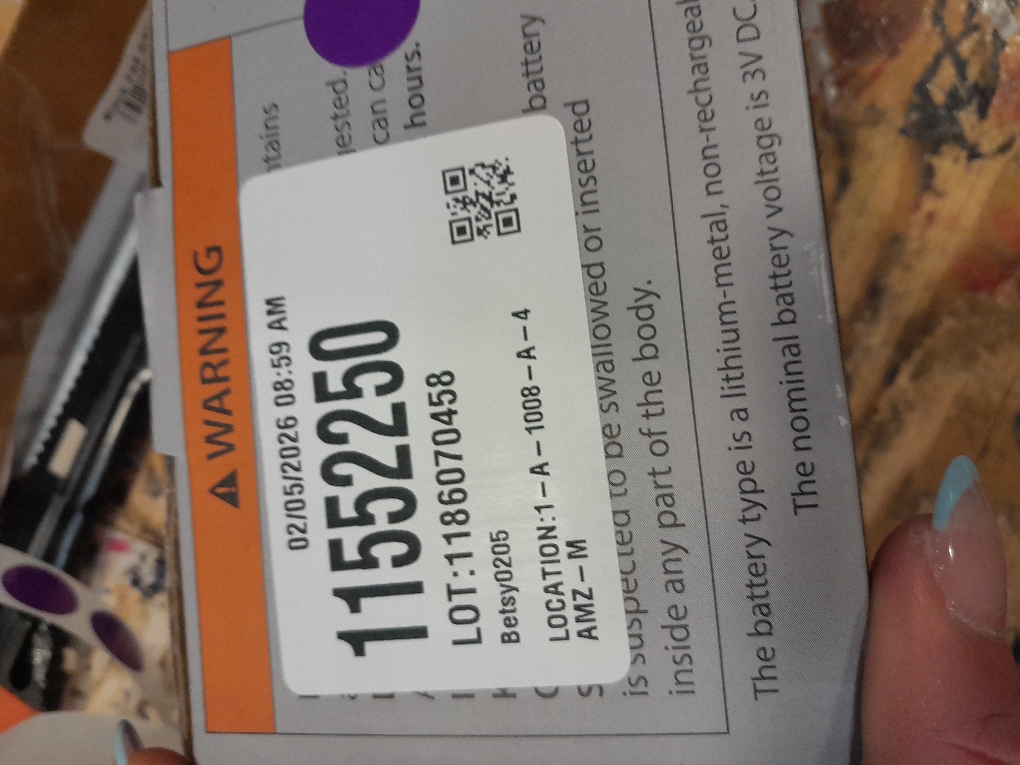 ⚠ WARNING
ntains
jested.
can ca
hours.
battery
02/05/2026 08:59 AM
11552250
LOT:1186070458
Betsy0205
LOCATION:1-A-1008-A-4
AMZ-M
is suspected to be swallowed or inserted
inside any part of the body.
The battery type is a lithium-metal, non-rechargeal
The nominal battery voltage is 3V DC.